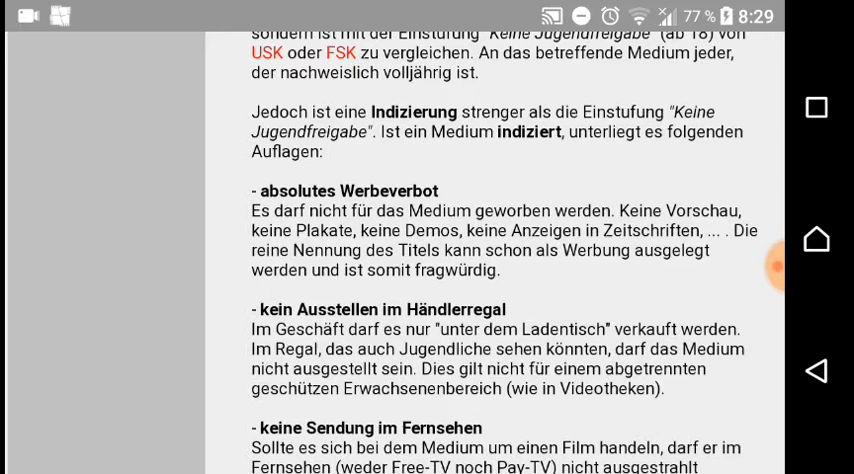 77 % 8:29
sondern ist mit der Einstufung "Keine Jugendfreigabe" (ab 18) von
USK oder FSK zu vergleichen. An das betreffende Medium jeder,
der nachweislich volljährig ist.
Jedoch ist eine Indizierung strenger als die Einstufung "Keine
Jugendfreigabe". Ist ein Medium indiziert, unterliegt es folgenden
Auflagen:
- absolutes Werbeverbot
Es darf nicht für das Medium geworben werden. Keine Vorschau,
keine Plakate, keine Demos, keine Anzeigen in Zeitschriften, ... . Die
reine Nennung des Titels kann schon als Werbung ausgelegt
werden und ist somit fragwürdig.
- kein Ausstellen im Händlerregal
Im Geschäft darf es nur "unter dem Ladentisch" verkauft werden.
Im Regal, das auch Jugendliche sehen könnten, darf das Medium
nicht ausgestellt sein. Dies gilt nicht für einem abgetrennten
geschützen Erwachsenenbereich (wie in Videotheken).
- keine Sendung im Fernsehen
Sollte es sich bei dem Medium um einen Film handeln, darf er im
Fernsehen (weder Free-TV noch Pay-TV) nicht ausgestrahlt